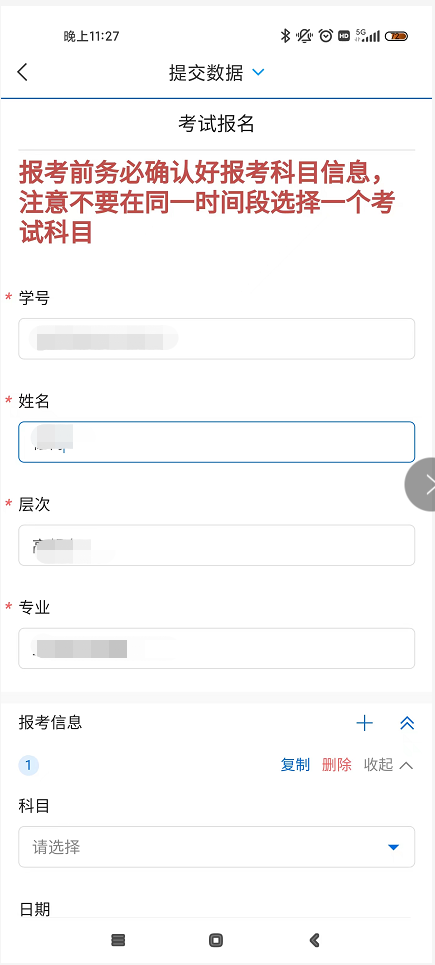 晚上11:27
HD 5G 72
提交数据
考试报名
报考前务必确认好报考科目信息，
注意不要在同一时间段选择一个考
试科目
* 学号
* 姓名
* 层次
* 专业
报考信息
1 复制 删除 收起
科目
请选择
日期